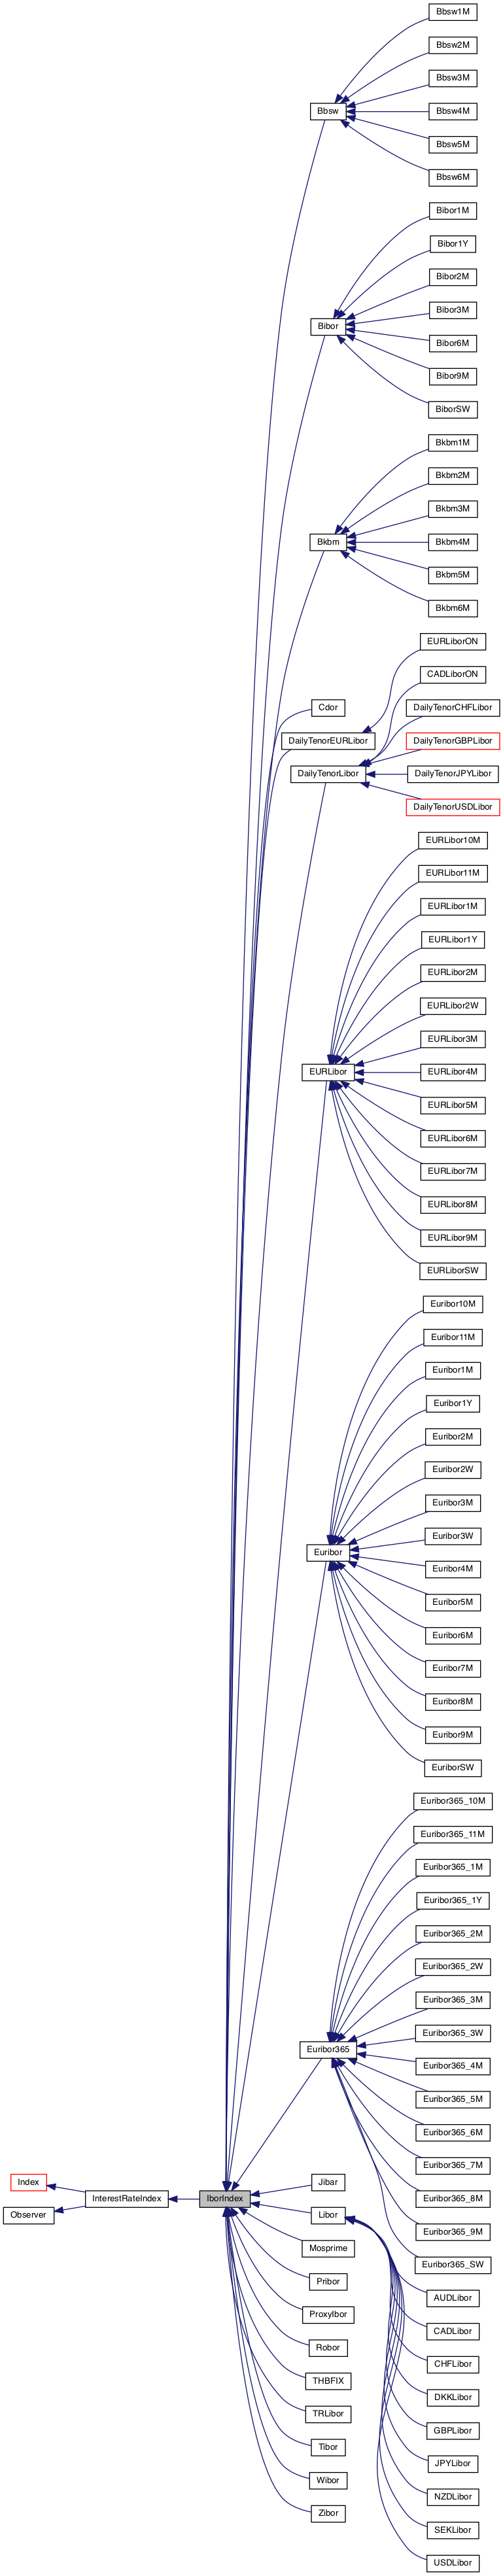 Bbsw1M
Bbsw2M
Bbsw3M
Bbsw
Bbsw4M
Bbsw5M
Bbsw6M
Bibor1M
Bibor1Y
Bibor2M
Bibor3M
Bibor
Bibor6M
Bibor9M
BiborSW
Bkbm1M
Bkbm2M
Bkbm3M
Bkbm
Bkbm4M
Bkbm5M
Bkbm6M
EURLiborON
CADLiborON
Cdor
DailyTenorCHFLibor
DailyTenorEURLibor
DailyTenorGBPLibor
DailyTenorLibor
DailyTenorJPYLibor
DailyTenorUSDLibor
EURLibor10M
EURLibor11M
EURLibor1M
EURLibor1Y
EURLibor2M
EURLibor2W
EURLibor3M
EURLibor
EURLibor4M
EURLibor5M
EURLibor6M
EURLibor7M
EURLibor8M
EURLibor9M
EURLiborSW
Euribor10M
Euribor11M
Euribor1M
Euribor1Y
Euribor2M
Euribor2W
Euribor3M
Euribor3W
Euribor
Euribor4M
Euribor5M
Euribor6M
Euribor7M
Euribor8M
Euribor9M
EuriborSW
Euribor365_10M
Euribor365_11M
Euribor365_1M
Euribor365_1Y
Euribor365_2M
Euribor365_2W
Euribor365_3M
Euribor365_3W
Euribor365
Euribor365_4M
Euribor365_5M
Euribor365_6M
Euribor365_7M
Euribor365_8M
Euribor365_9M
Euribor365_SW
Index
Observer
InterestRateIndex
IborIndex
Jibar
Libor
Mosprime
Pribor
ProxyIbor
Robor
THBFIX
TRLibor
Tibor
Wibor
Zibor
AUDLibor
CADLibor
CHFLibor
DKKLibor
GBPLibor
JPYLibor
NZDLibor
SEKLibor
USDLibor